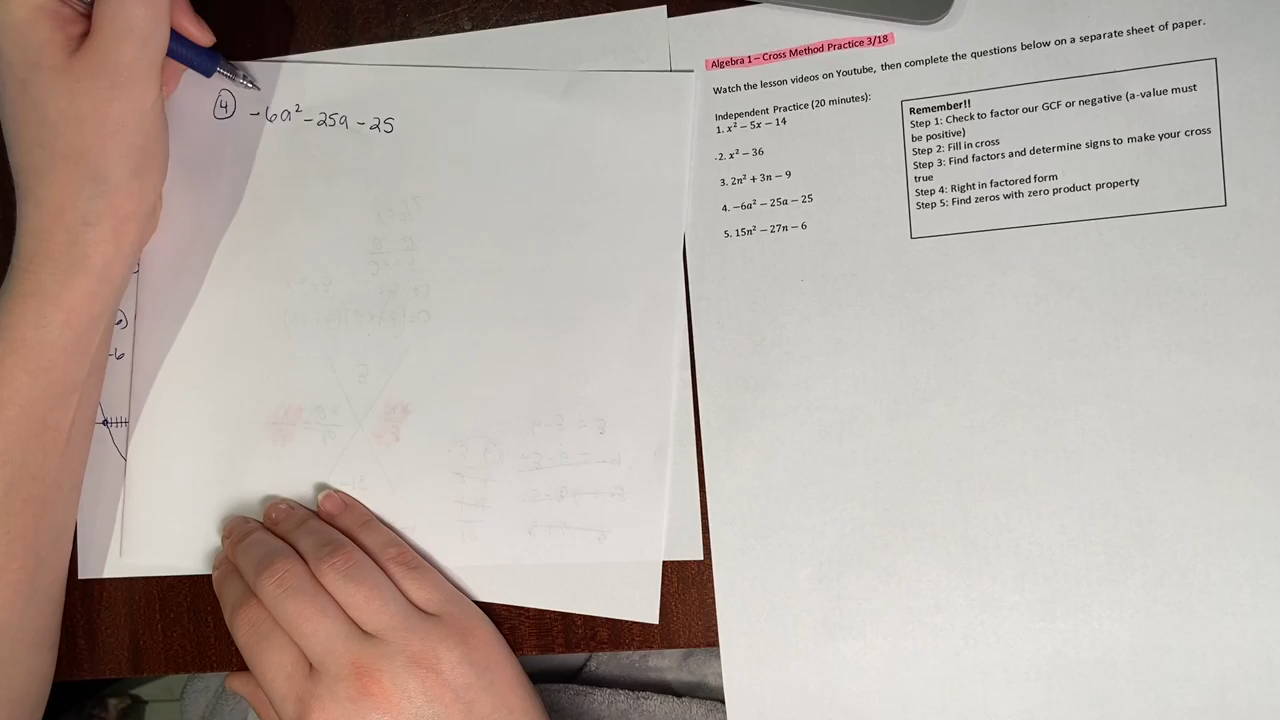 ④ -6a² - 25a - 25
-6
Algebra 1 – Cross Method Practice 3/18
Watch the lesson videos on Youtube, then complete the questions below on a separate sheet of paper.
Independent Practice (20 minutes):
1. x² – 5x – 14
.2. x² – 36
3. 2n² + 3n – 9
4. –6a² – 25a – 25
5. 15n² – 27n – 6
Remember!!
Step 1: Check to factor our GCF or negative (a-value must
be positive)
Step 2: Fill in cross
Step 3: Find factors and determine signs to make your cross
true
Step 4: Right in factored form
Step 5: Find zeros with zero product property